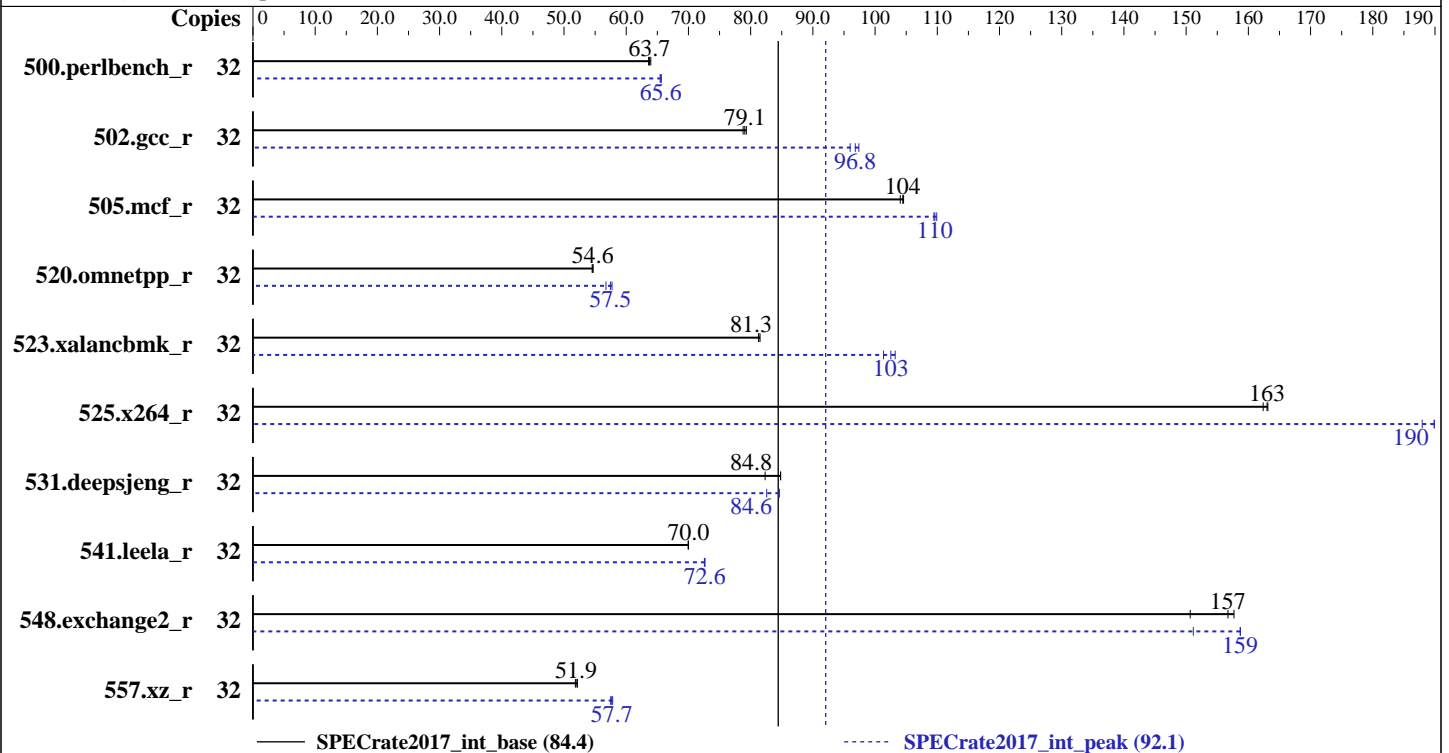 Copies 0 10.0 20.0 30.0 40.0 50.0 60.0 70.0 80.0 90.0 100 110 120 130 140 150 160 170 180 190
63.7
500.perlbench_r 32
65.6
79.1
502.gcc_r 32
96.8
104
505.mcf_r 32
110
54.6
520.omnetpp_r 32
57.5
81.3
523.xalancbmk_r 32
103
163
525.x264_r 32
190
84.8
531.deepsjeng_r 32
84.6
70.0
541.leela_r 32
72.6
157
548.exchange2_r 32
159
51.9
557.xz_r 32
57.7
SPECrate2017_int_base (84.4) SPECrate2017_int_peak (92.1)